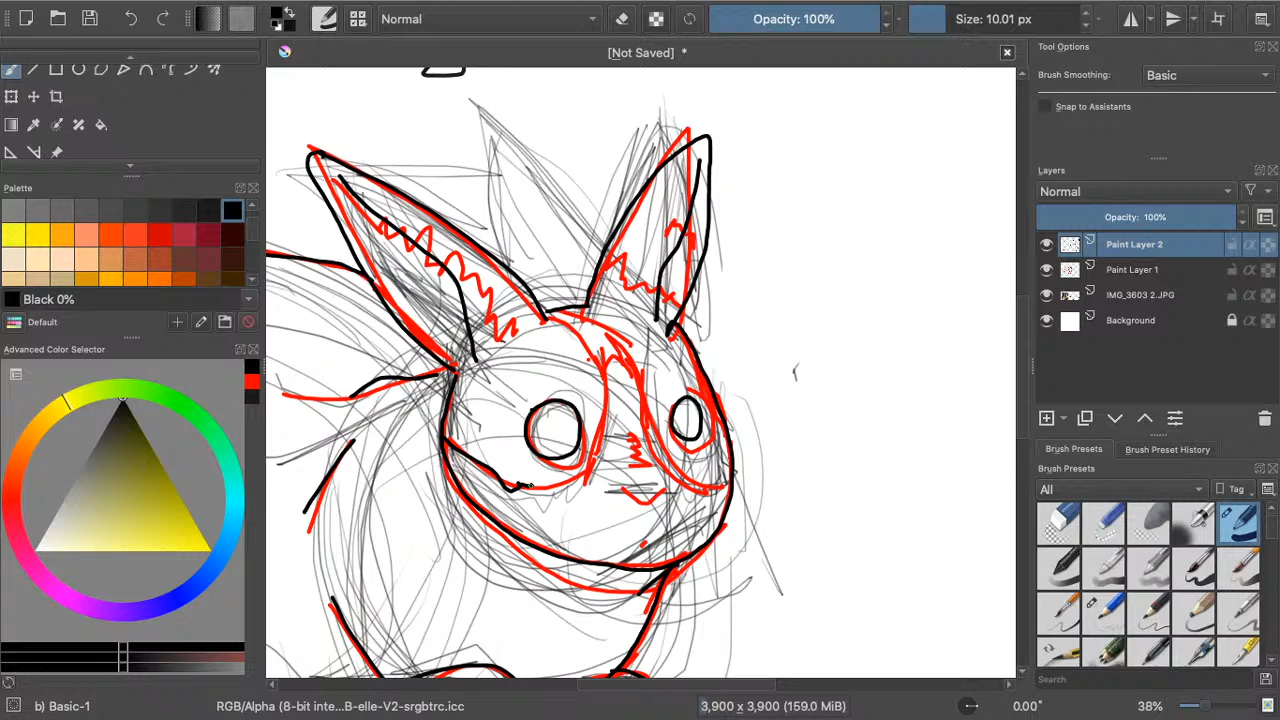 Normal
Opacity: 100%
Size: 10.01 px
[Not Saved] *
Tool Options
Brush Smoothing:
Basic
Snap to Assistants
Layers
Normal
Opacity: 100%
Paint Layer 2
Paint Layer 1
IMG_3603 2.JPG
Background
Palette
Black 0%
Default
Advanced Color Selector
Brush Presets
Brush Preset History
Brush Presets
All
Tag
Search
b) Basic-1
RGB/Alpha (8-bit inte...B-elle-V2-srgbtrc.icc
3,900 x 3,900 (159.0 MiB)
0.00°
38%